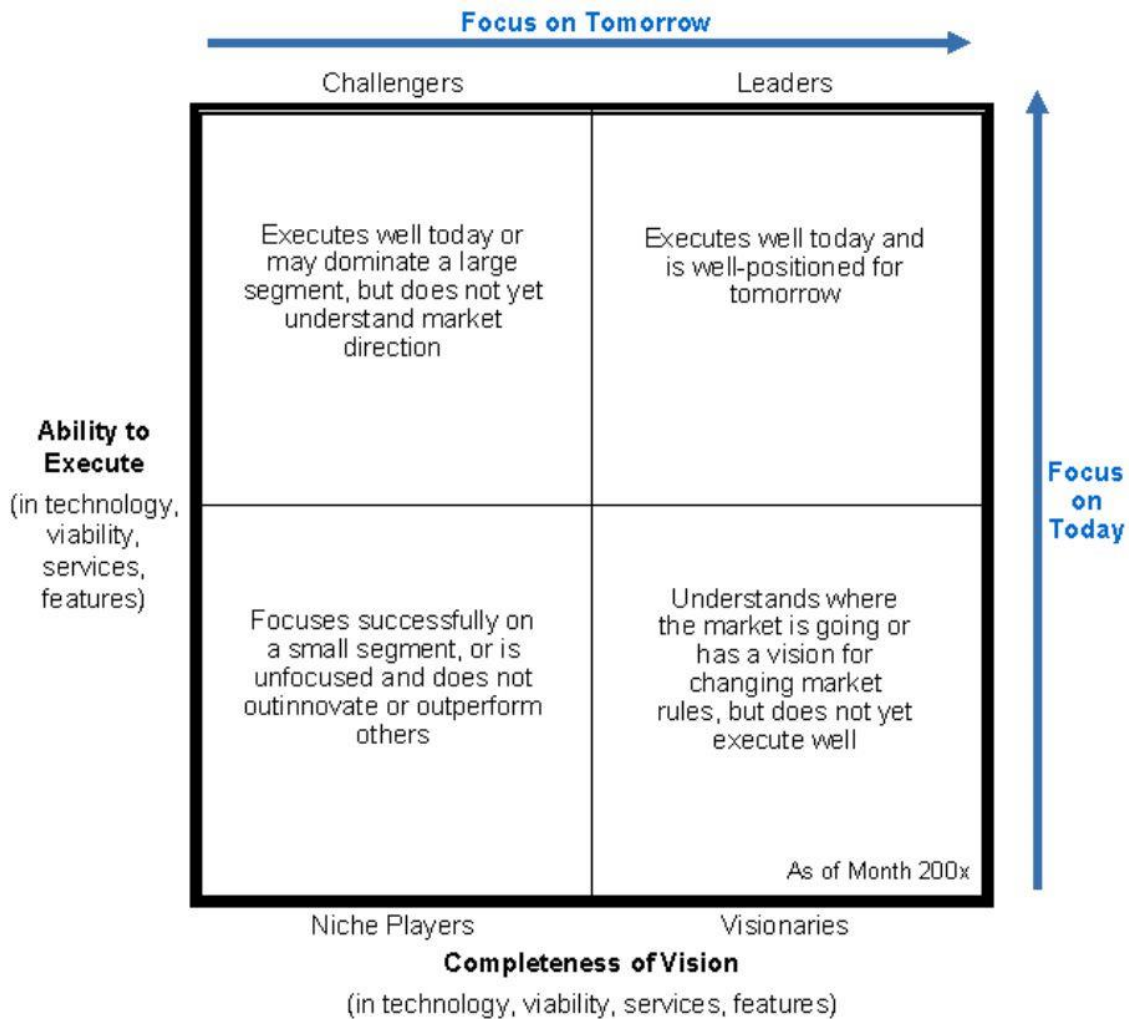 Focus on Tomorrow
Challengers
Leaders
Executes well today or
may dominate a large
segment, but does not yet
understand market
direction
Executes well today and
is well-positioned for
tomorrow
Ability to
Execute
(in technology,
viability,
services,
features)
Focus
on
Today
Focuses successfully on
a small segment, or is
unfocused and does not
outinnovate or outperform
others
Understands where
the market is going or
has a vision for
changing market
rules, but does not yet
execute well
As of Month 200x
Niche Players
Visionaries
Completeness of Vision
(in technology, viability, services, features)